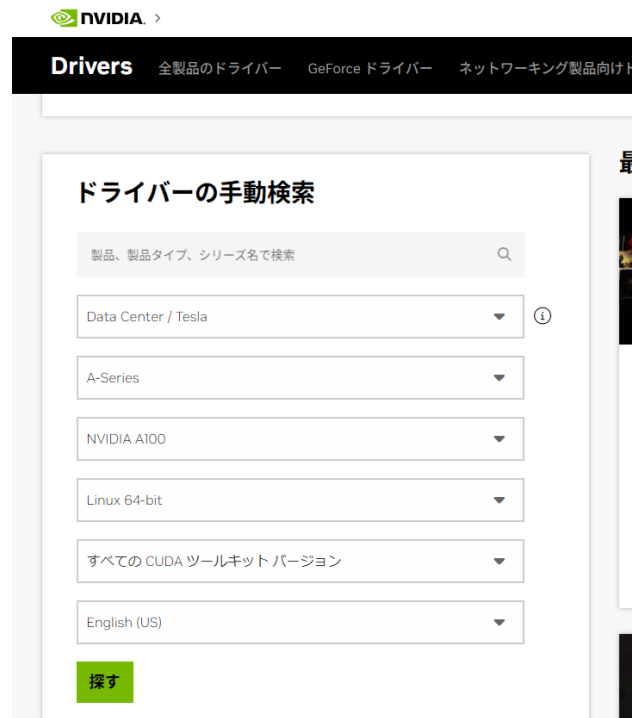 NVIDIA.
Drivers 全製品のドライバー GeForce ドライバー ネットワーキング製品向け
ドライバーの手動検索
最
製品、製品タイプ、シリーズ名で検索
Data Center / Tesla
A-Series
NVIDIA A100
Linux 64-bit
すべての CUDA ツールキット バージョン
English (US)
探す